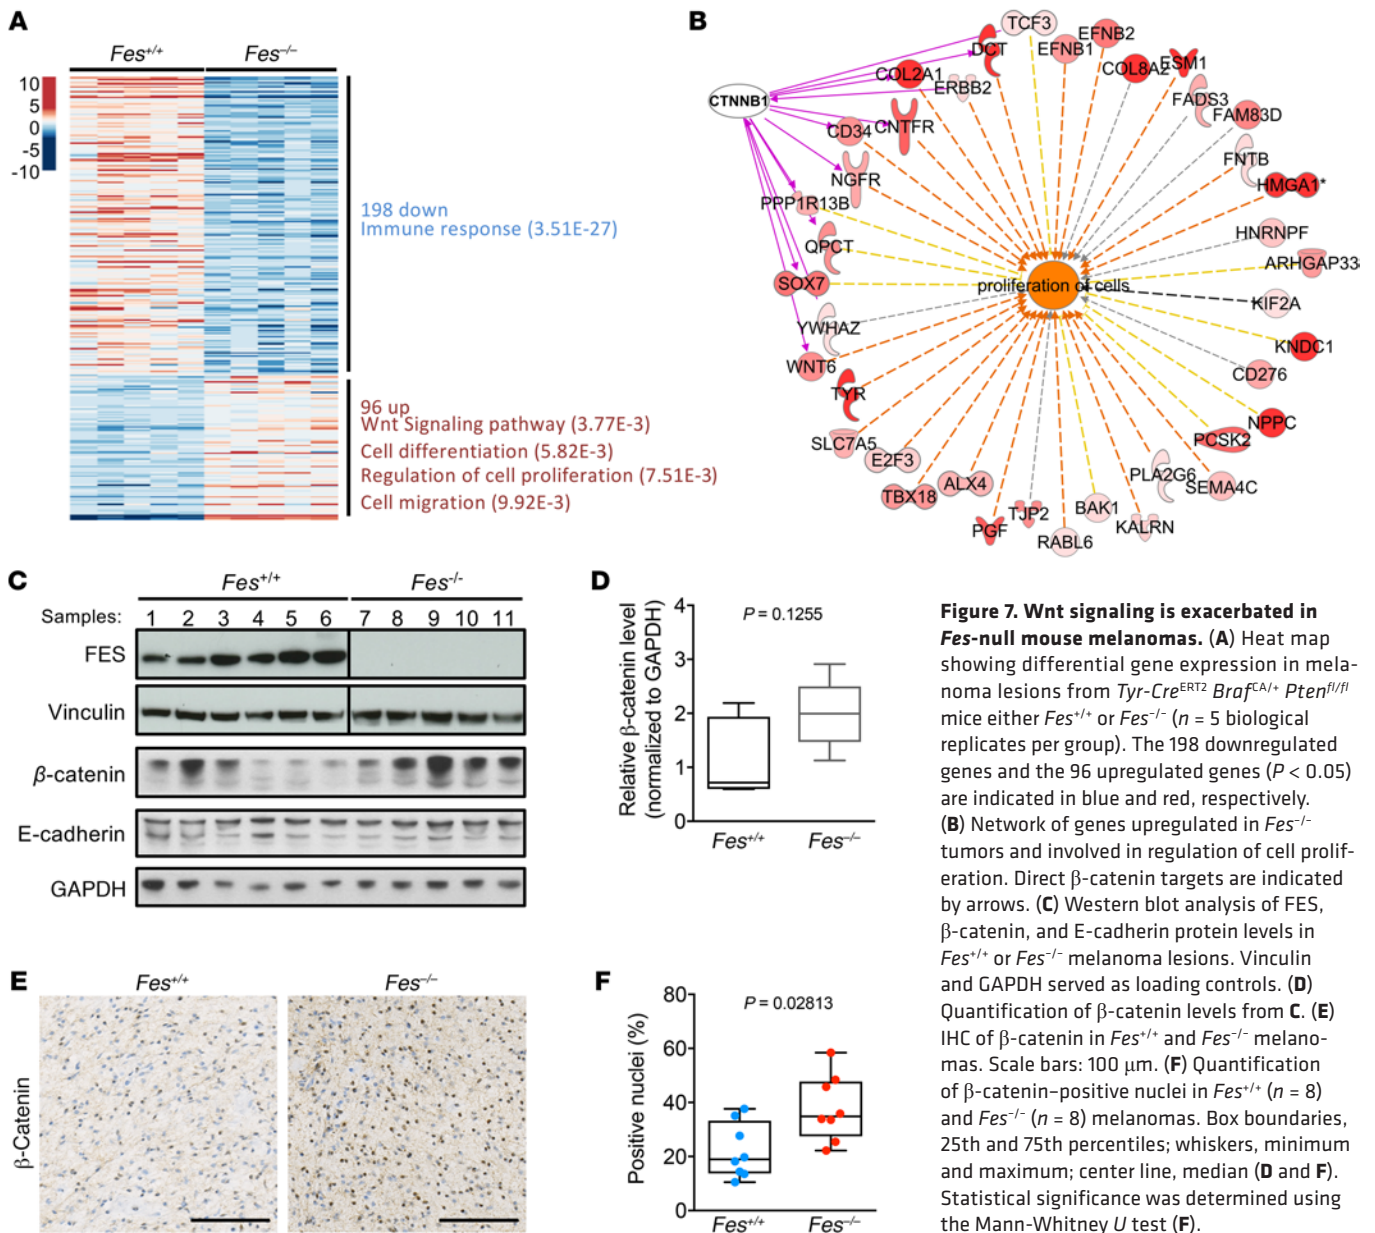 A
Fes+/+ Fes–/–
10
5
0
-5
-10
198 down
Immune response (3.51E-27)
96 up
Wnt Signaling pathway (3.77E-3)
Cell differentiation (5.82E-3)
Regulation of cell proliferation (7.51E-3)
Cell migration (9.92E-3)
B
TCF3
DCT
EFNB1
EFNB2
COL2A1
ERBB2
COL8A2
ESM1
CTNNB1
FADS3
CD34
CNTFR
FAM83D
NGFR
FNTB
PPP1R13B
HMGA1*
QPCT
HNRNPF
SOX7
ARHGAP33
proliferation of cells
KIF2A
YWHAZ
WNT6
KNDC1
CD276
TYR
NPPC
SLC7A5
PCSK2
E2F3
PLA2G6
SEMA4C
TBX18
ALX4
PGF
TJP2
BAK1
KALRN
RABL6
C
Fes+/+ Fes-/-
Samples: 1 2 3 4 5 6 7 8 9 10 11
FES
Vinculin
β-catenin
E-cadherin
GAPDH
D
Relative β-catenin level
(normalized to GAPDH)
4
3
2
1
0
P = 0.1255
Fes+/+ Fes–/–
E
Fes+/+ Fes–/–
β-Catenin
F
Positive nuclei (%)
80
60
40
20
0
P = 0.02813
Fes+/+ Fes–/–
Figure 7. Wnt signaling is exacerbated in
Fes-null mouse melanomas. (A) Heat map
showing differential gene expression in mela-
noma lesions from Tyr-CreERT2 BrafCA/+ Ptenfl/fl
mice either Fes+/+ or Fes–/– (n = 5 biological
replicates per group). The 198 downregulated
genes and the 96 upregulated genes (P < 0.05)
are indicated in blue and red, respectively.
(B) Network of genes upregulated in Fes–/–
tumors and involved in regulation of cell prolif-
eration. Direct β-catenin targets are indicated
by arrows. (C) Western blot analysis of FES,
β-catenin, and E-cadherin protein levels in
Fes+/+ or Fes–/– melanoma lesions. Vinculin
and GAPDH served as loading controls. (D)
Quantification of β-catenin levels from C. (E)
IHC of β-catenin in Fes+/+ and Fes–/– melano-
mas. Scale bars: 100 μm. (F) Quantification
of β-catenin–positive nuclei in Fes+/+ (n = 8)
and Fes–/– (n = 8) melanomas. Box boundaries,
25th and 75th percentiles; whiskers, minimum
and maximum; center line, median (D and F).
Statistical significance was determined using
the Mann-Whitney U test (F).